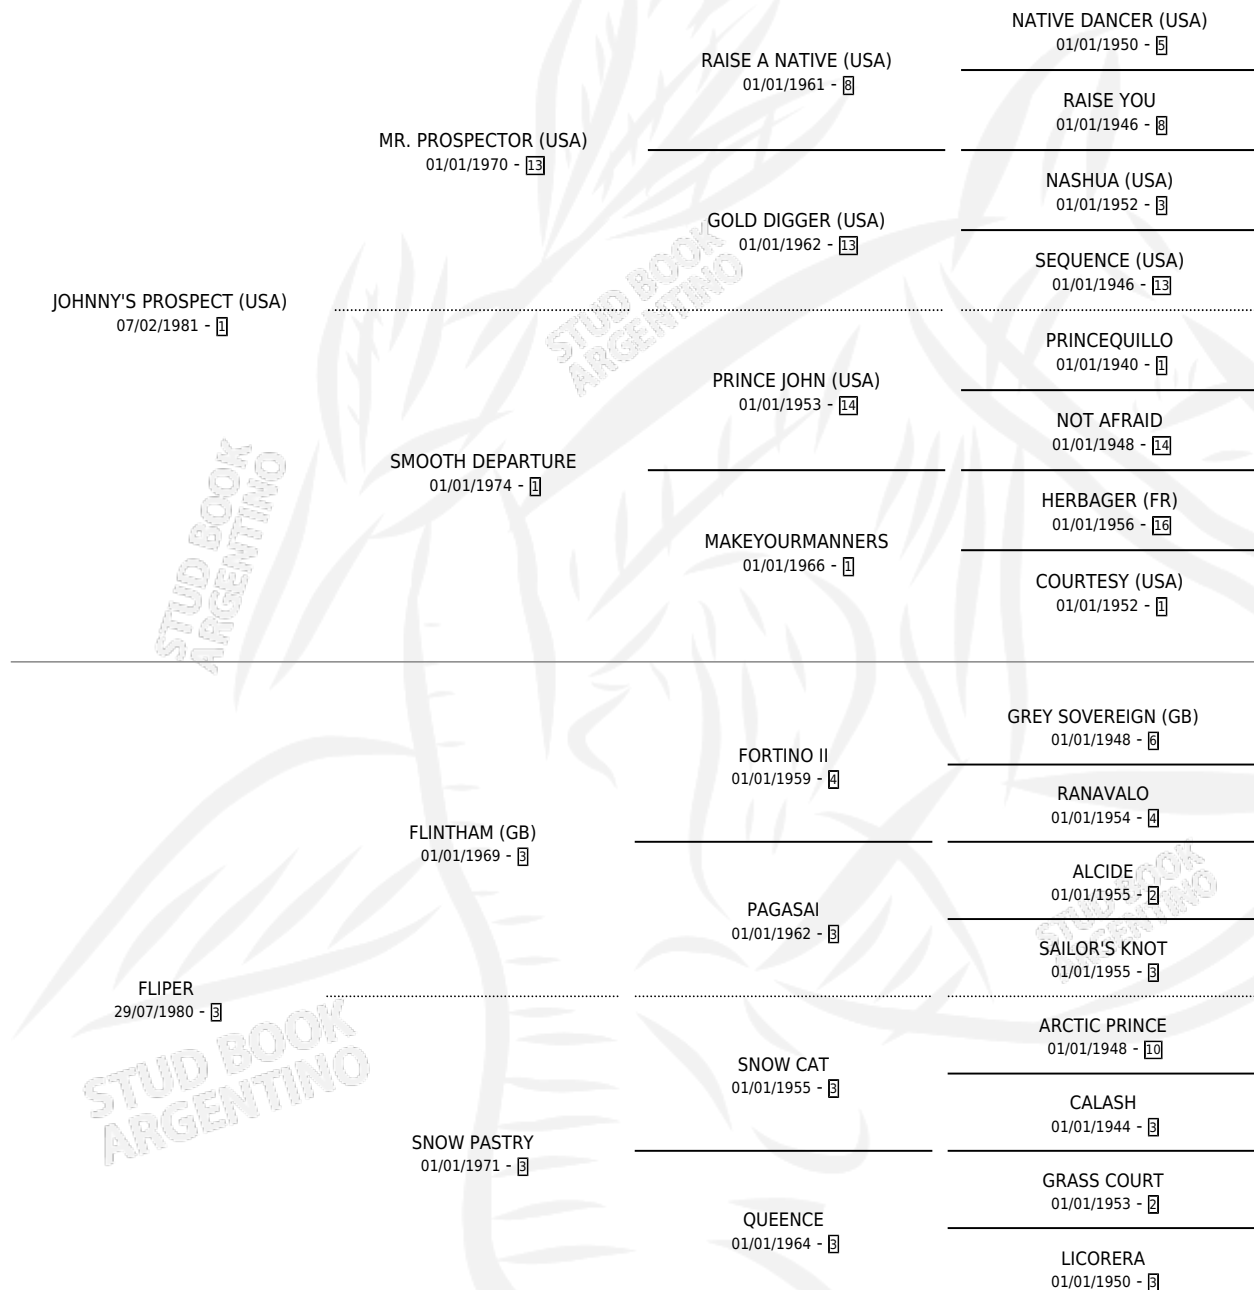 NATIVE DANCER (USA)
01/01/1950 - 5
RAISE A NATIVE (USA)
01/01/1961 - 8
RAISE YOU
01/01/1946 - 8
MR. PROSPECTOR (USA)
01/01/1970 - 13
NASHUA (USA)
01/01/1952 - 3
GOLD DIGGER (USA)
01/01/1962 - 13
SEQUENCE (USA)
01/01/1946 - 13
JOHNNY'S PROSPECT (USA)
07/02/1981 - 1
PRINCEQUILLO
01/01/1940 - 1
PRINCE JOHN (USA)
01/01/1953 - 14
NOT AFRAID
01/01/1948 - 14
SMOOTH DEPARTURE
01/01/1974 - 1
HERBAGER (FR)
01/01/1956 - 16
MAKEYOURMANNERS
01/01/1966 - 1
COURTESY (USA)
01/01/1952 - 1
GREY SOVEREIGN (GB)
01/01/1948 - 6
FORTINO II
01/01/1959 - 4
RANAVALO
01/01/1954 - 4
FLINTHAM (GB)
01/01/1969 - 3
ALCIDE
01/01/1955 - 2
PAGASAI
01/01/1962 - 3
SAILOR'S KNOT
01/01/1955 - 3
FLIPER
29/07/1980 - 3
ARCTIC PRINCE
01/01/1948 - 10
SNOW CAT
01/01/1955 - 3
CALASH
01/01/1944 - 3
SNOW PASTRY
01/01/1971 - 3
GRASS COURT
01/01/1953 - 2
QUEENCE
01/01/1964 - 3
LICORERA
01/01/1950 - 3
STUD BOOK
ARGENTINO
STUD BOOK
ARGENTINO
STUD BOOK
ARGENTINO
STUD BOOK
ARGENTINO